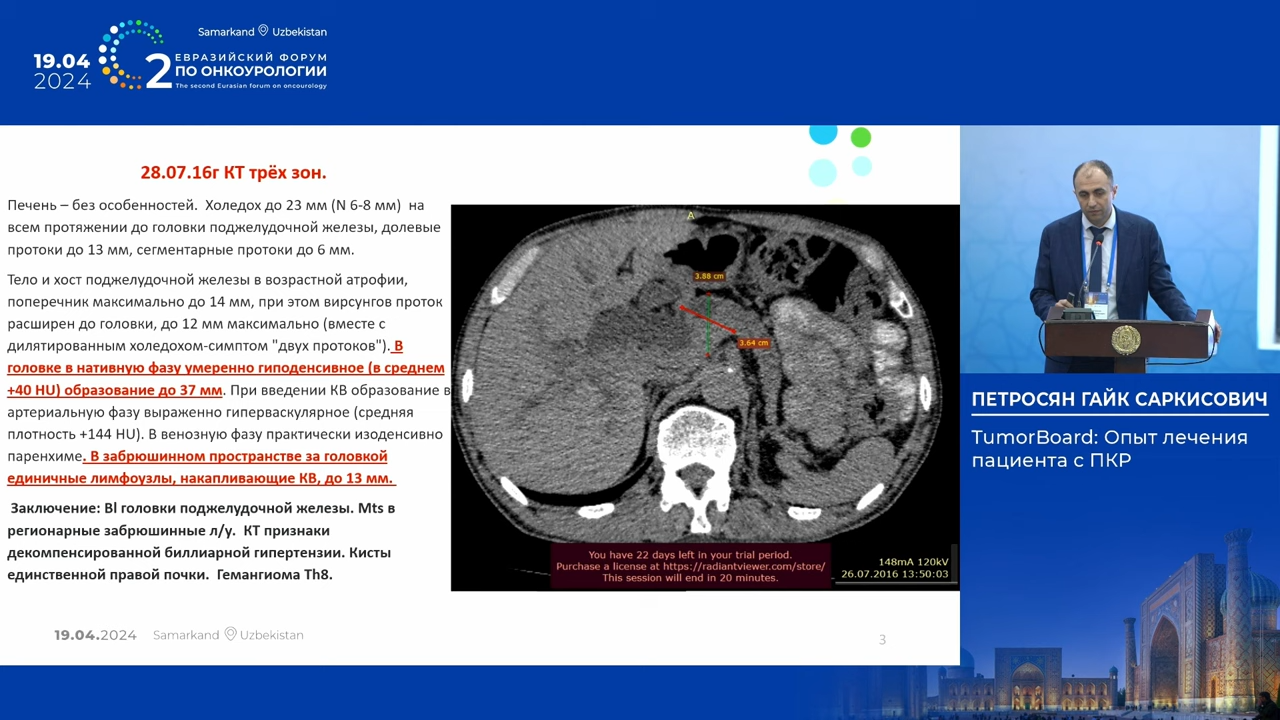 19.04
2024
Samarkand Uzbekistan
2 ЕВРАЗИЙСКИЙ ФОРУМ
ПО ОНКОУРОЛОГИИ
The second Eurasian forum on oncourology
28.07.16г КТ трёх зон.
Печень – без особенностей. Холедох до 23 мм (N 6-8 мм) на
всем протяжении до головки поджелудочной железы, долевые
протоки до 13 мм, сегментарные протоки до 6 мм.
Тело и хост поджелудочной железы в возрастной атрофии,
поперечник максимально до 14 мм, при этом вирсунгов проток
расширен до головки, до 12 мм максимально (вместе с
дилятированным холедохом-симптом "двух протоков"). В
головке в нативную фазу умеренно гиподенсивное (в среднем
+40 HU) образование до 37 мм. При введении КВ образование в
артериальную фазу выраженно гиперваскулярное (средняя
плотность +144 HU). В венозную фазу практически изоденсивно
паренхиме. В забрюшинном пространстве за головкой
единичные лимфоузлы, накапливающие КВ, до 13 мм.
Заключение: Bl головки поджелудочной железы. Mts в
регионарные забрюшинные л/у. КТ признаки
декомпенсированной биллиарной гипертензии. Кисты
единственной правой почки. Гемангиома Th8.
A
3.88 cm
3.64 cm
You have 22 days left in your trial period.
Purchase a license at https://radiantviewer.com/store/
This session will end in 20 minutes.
148mA 120kV
26.07.2016 13:50:03
19.04.2024 Samarkand Uzbekistan
3
ПЕТРОСЯН ГАЙК САРКИСОВИЧ
TumorBoard: Опыт лечения
пациента с ПКР